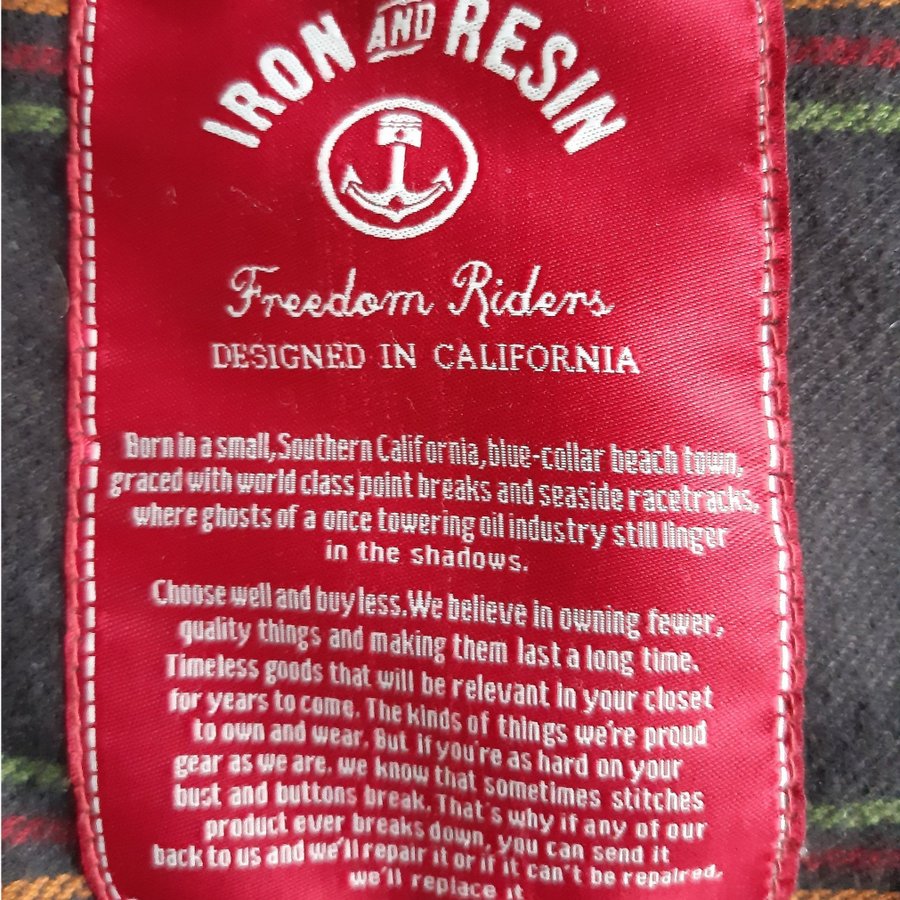 IRON AND RESIN
Freedom Riders
DESIGNED IN CALIFORNIA
Born in a small, Southern California, blue-collar beach town,
graced with world class point breaks and seaside racetracks,
where ghosts of a once towering oil industry still linger
in the shadows.
Choose well and buy less. We believe in owning fewer,
quality things and making them last a long time.
Timeless goods that will be relevant in your closet
for years to come. The kinds of things we're proud
to own and wear. But if you're as hard on your
gear as we are. we know that sometimes stitches
bust and buttons break. That's why if any of our
product ever breaks down, you can send it
back to us and we'll repair it or if it can't be repaired,
we'll replace it